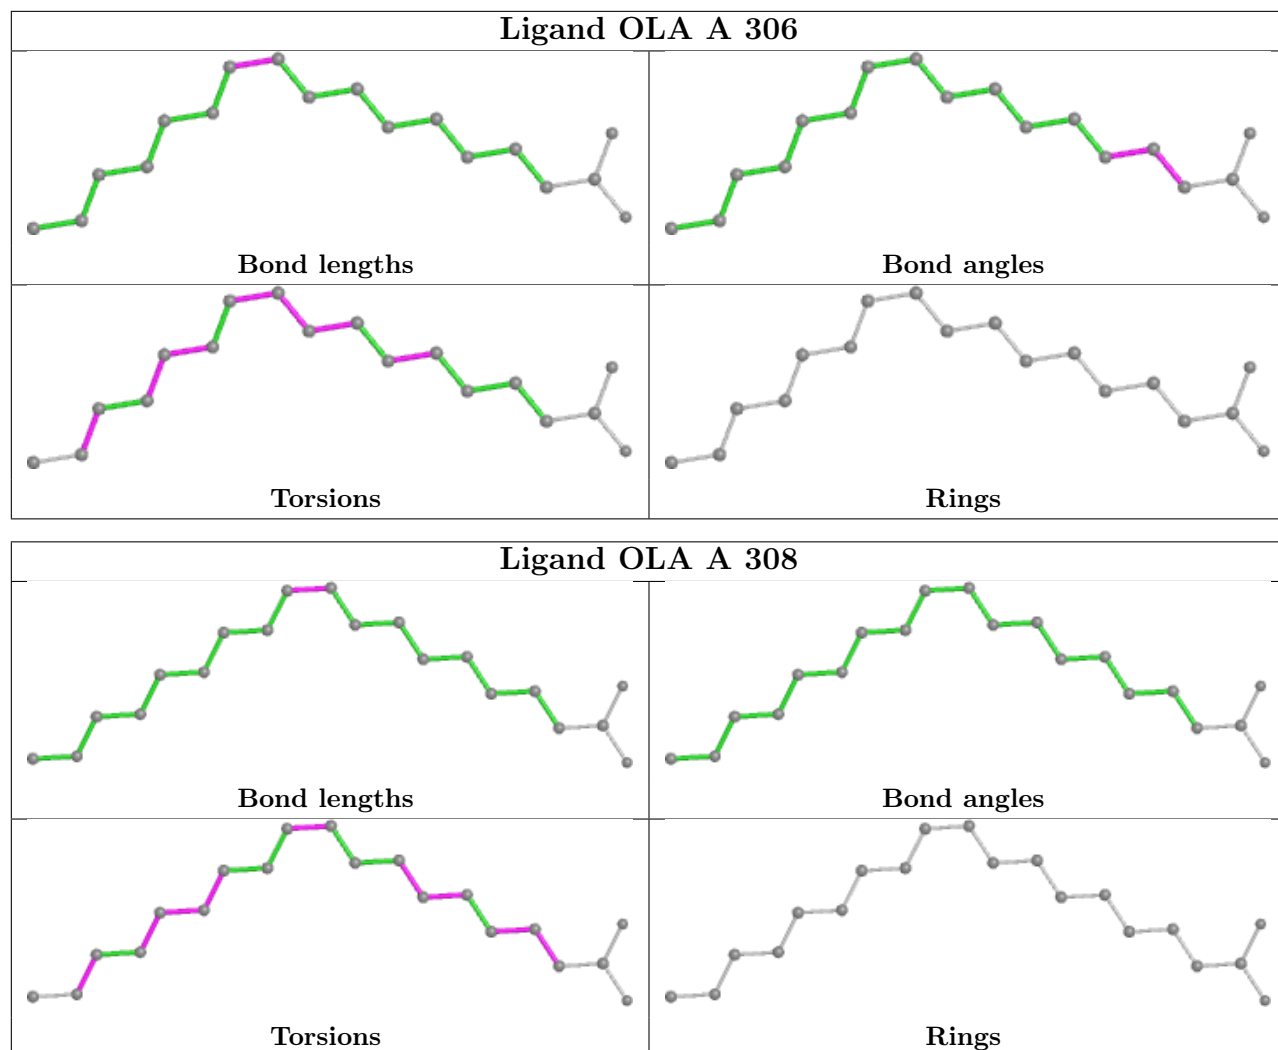 Ligand OLA A 306
Bond lengths
Bond angles
Torsions
Rings
Ligand OLA A 308
Bond lengths
Bond angles
Torsions
Rings